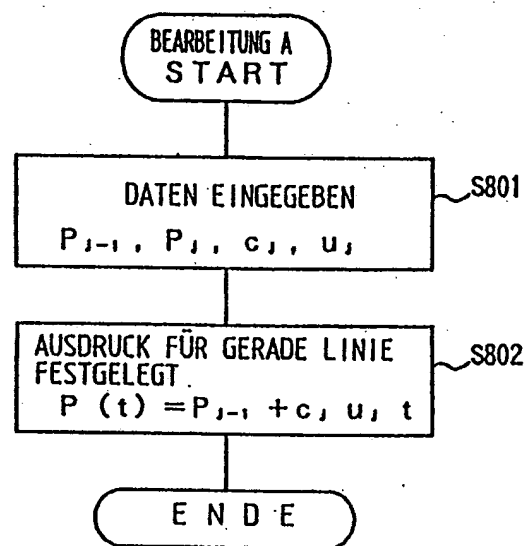 BEARBEITUNG A
START
DATEN EINGEGEBEN
S801
Pⱼ₋₁, Pⱼ, cⱼ, uⱼ
AUSDRUCK FÜR GERADE LINIE
S802
FESTGELEGT
P (t) = Pⱼ₋₁ + cⱼ uⱼ t
ENDE